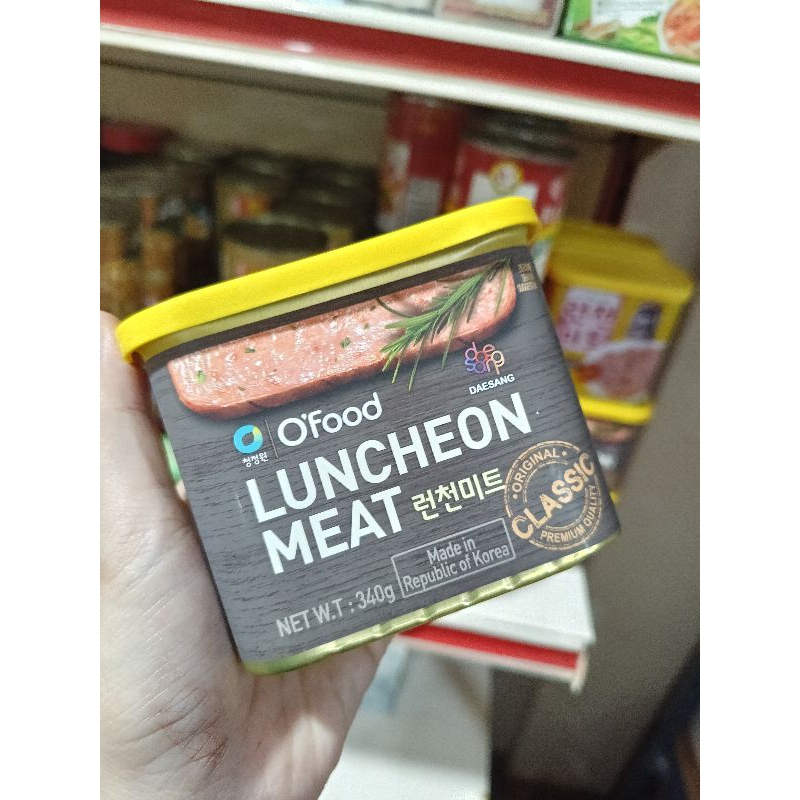 daesang
DAESANG
청정원
O'Food
LUNCHEON
MEAT 런천미트
ORIGINAL
CLASSIC
PREMIUM QUALITY
Made in
Republic of Korea
NET W.T : 340g